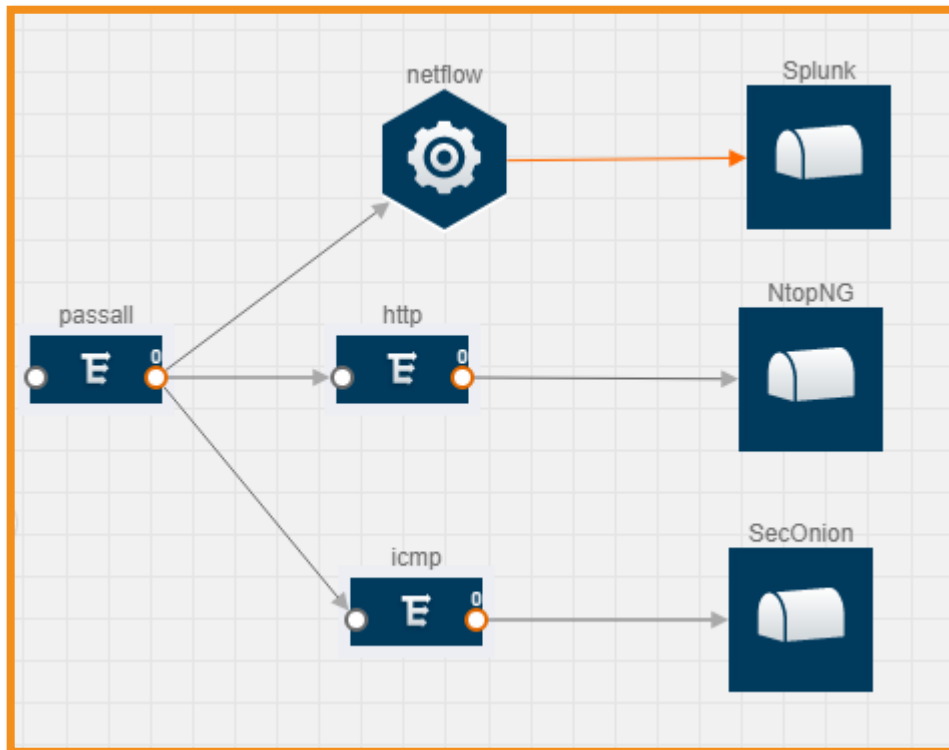 netflow
Splunk
passall
0
http
0
NtopNG
icmp
0
SecOnion